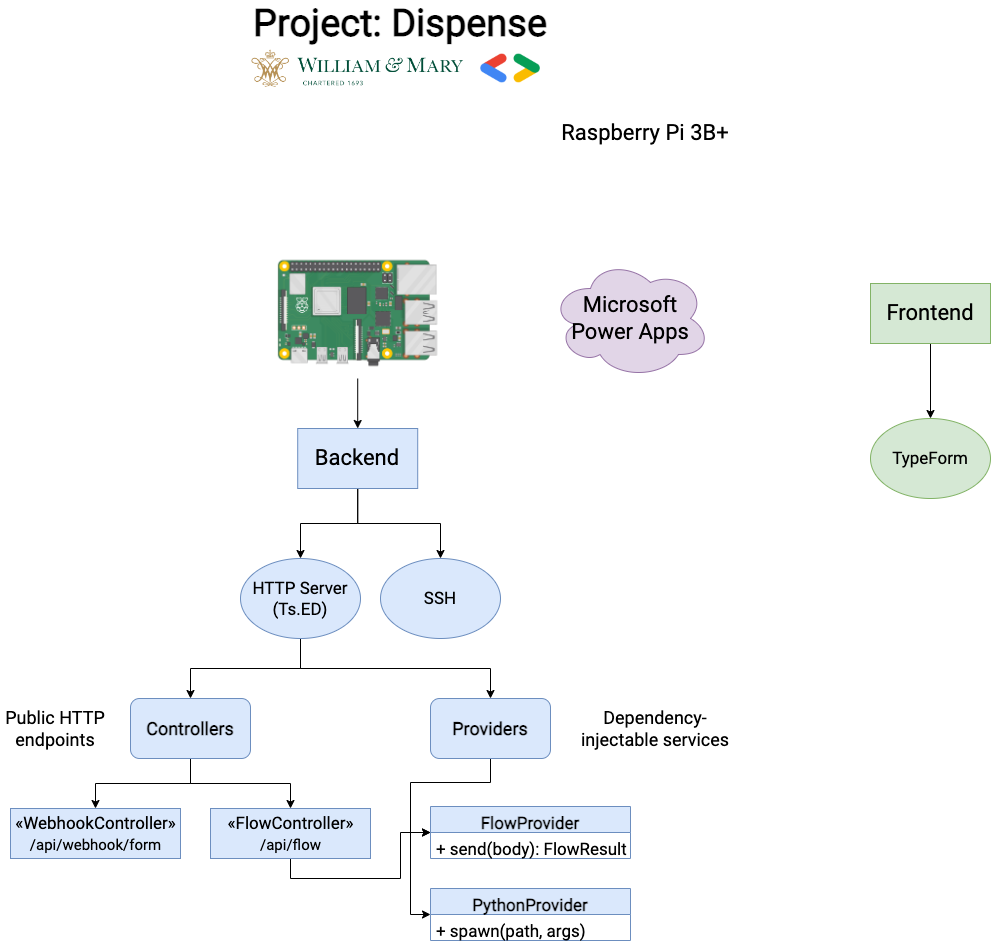 Project: Dispense
WILLIAM & MARY
CHARTERED 1693
Raspberry Pi 3B+
Microsoft
Power Apps
Frontend
TypeForm
Backend
HTTP Server
(Ts.ED)
SSH
Public HTTP
endpoints
Controllers
Providers
Dependency-
injectable services
«WebhookController»
/api/webhook/form
«FlowController»
/api/flow
FlowProvider
+ send(body): FlowResult
PythonProvider
+ spawn(path, args)